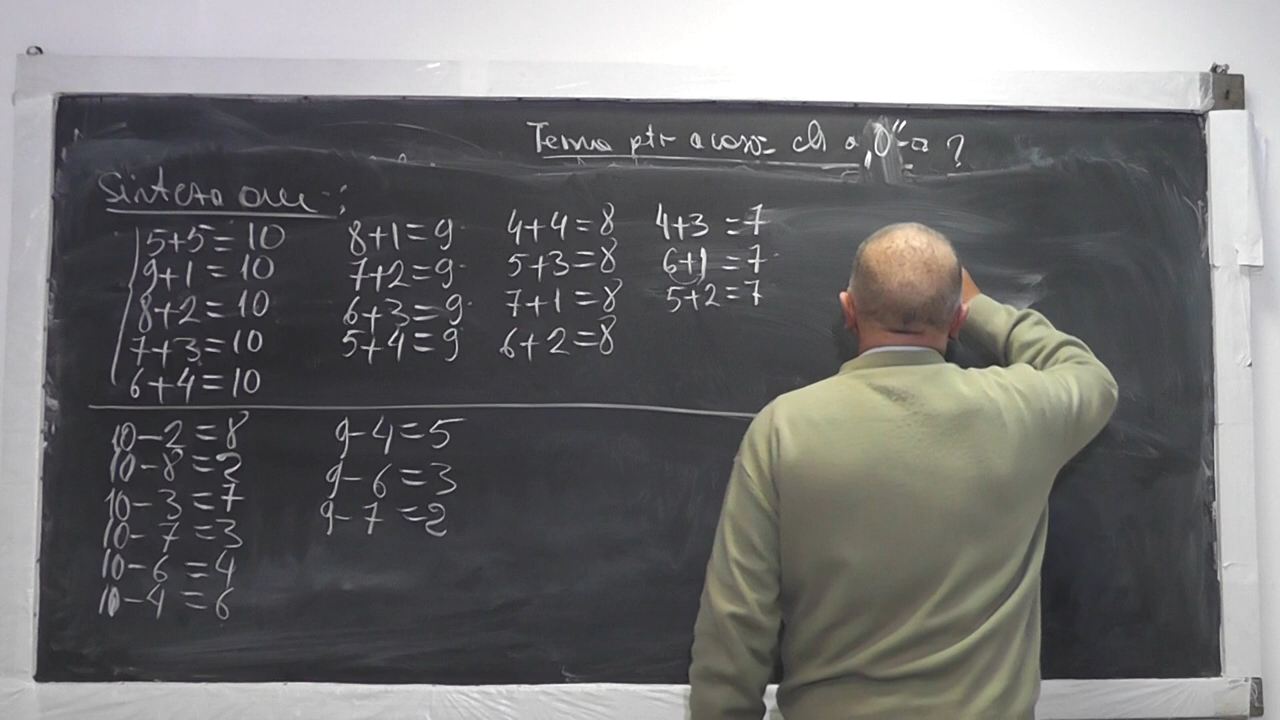 Tema ptr acasa cls a „0”-a ?
Sinteza orei :
5+5=10 8+1=9 4+4=8 4+3=7
9+1=10 7+2=9 5+3=8 6+1=7
8+2=10 6+3=9 7+1=8 5+2=7
7+3=10 5+4=9 6+2=8
6+4=10
10-2=8 9-4=5
10-8=2 9-6=3
10-3=7 9-7=2
10-7=3
10-6=4
10-4=6